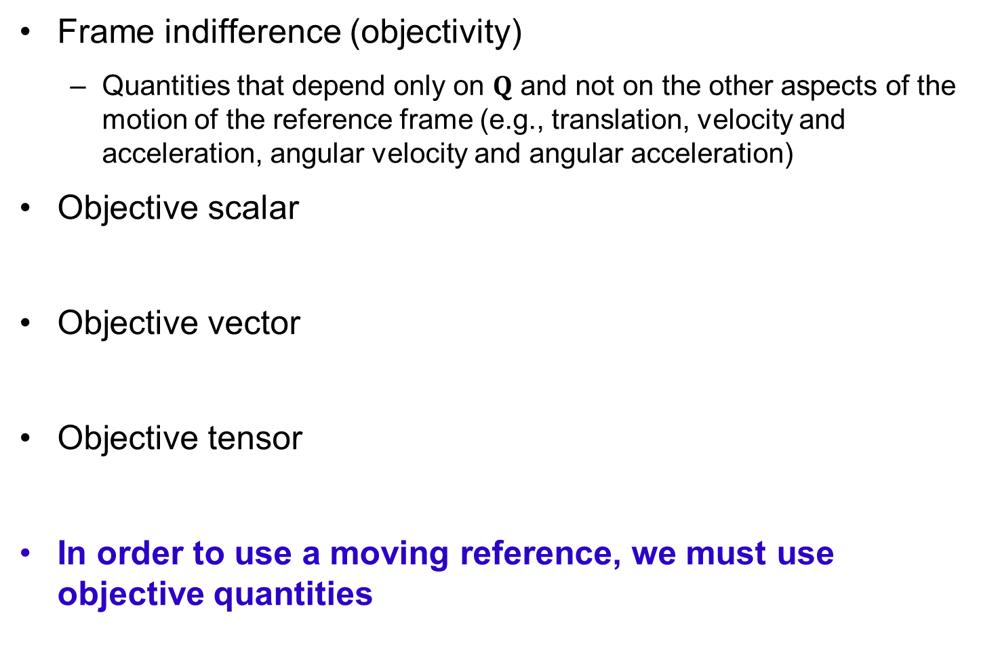 • Frame indifference (objectivity)
– Quantities that depend only on Q and not on the other aspects of the
motion of the reference frame (e.g., translation, velocity and
acceleration, angular velocity and angular acceleration)
• Objective scalar
• Objective vector
• Objective tensor
• In order to use a moving reference, we must use
objective quantities